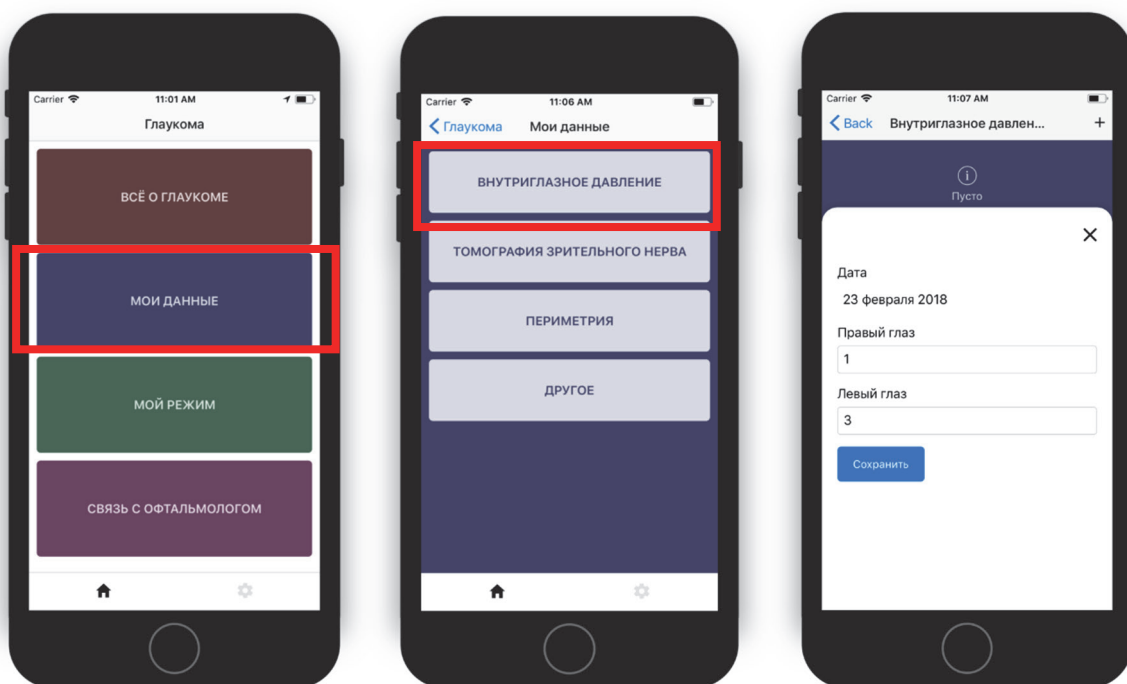 Carrier
11:01 AM
Глаукома
ВСЁ О ГЛАУКОМЕ
МОИ ДАННЫЕ
МОЙ РЕЖИМ
СВЯЗЬ С ОФТАЛЬМОЛОГОМ
Carrier
11:06 AM
Глаукома Мои данные
ВНУТРИГЛАЗНОЕ ДАВЛЕНИЕ
ТОМОГРАФИЯ ЗРИТЕЛЬНОГО НЕРВА
ПЕРИМЕТРИЯ
ДРУГОЕ
Carrier
11:07 AM
Back Внутриглазное давлен... +
Пусто
Дата
23 февраля 2018
Правый глаз
1
Левый глаз
3
Сохранить